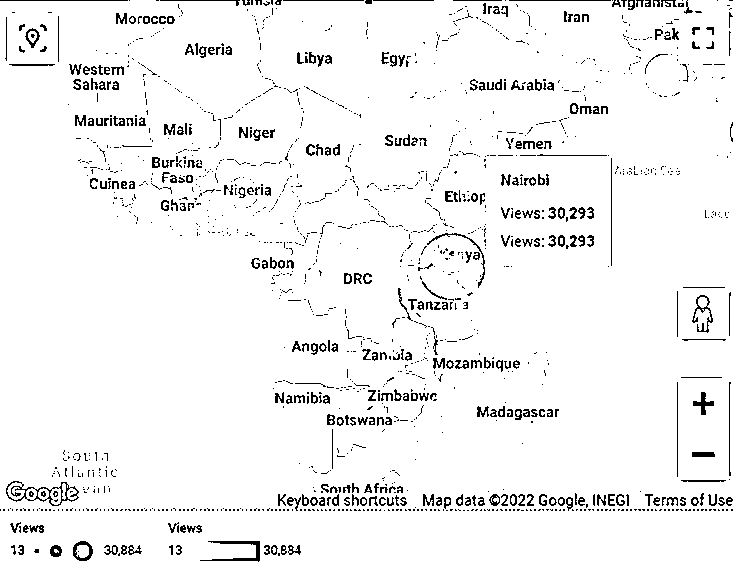 Tunisia
Morocco
Iraq
Iran
Afghanistan
Algeria
Libya
Egyp
Pak
Western
Sahara
Saudi Arabia
Oman
Mauritania
Mali
Niger
Chad
Sudan
Yemen
Burkina
Faso
Guinea
Nigeria
Ghana
Ethiop
Arabian Sea
Nairobi
Views: 30,293
Views: 30,293
Lacc
Gabon
DRC
Kenya
Tanzania
Angola
Zambia
Mozambique
Namibia
Zimbabwe
Botswana
Madagascar
South
Atlantic
Google ean
South Africa
Keyboard shortcuts Map data ©2022 Google, INEGI Terms of Use
Views Views
13 30,884 13 30,884